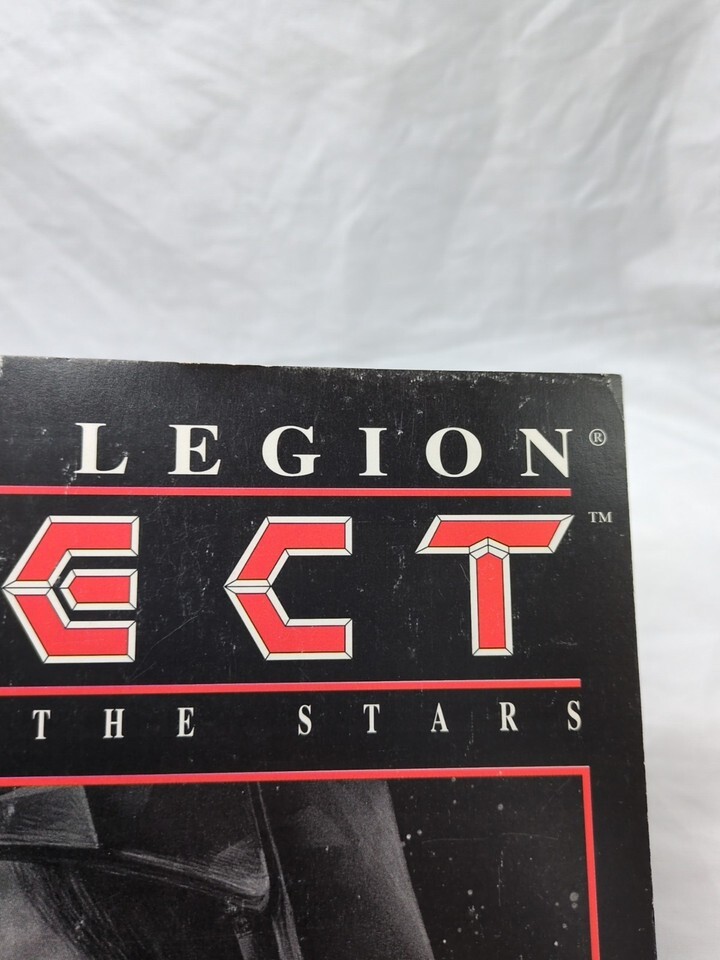 LEGION®
ECT™
THE STARS